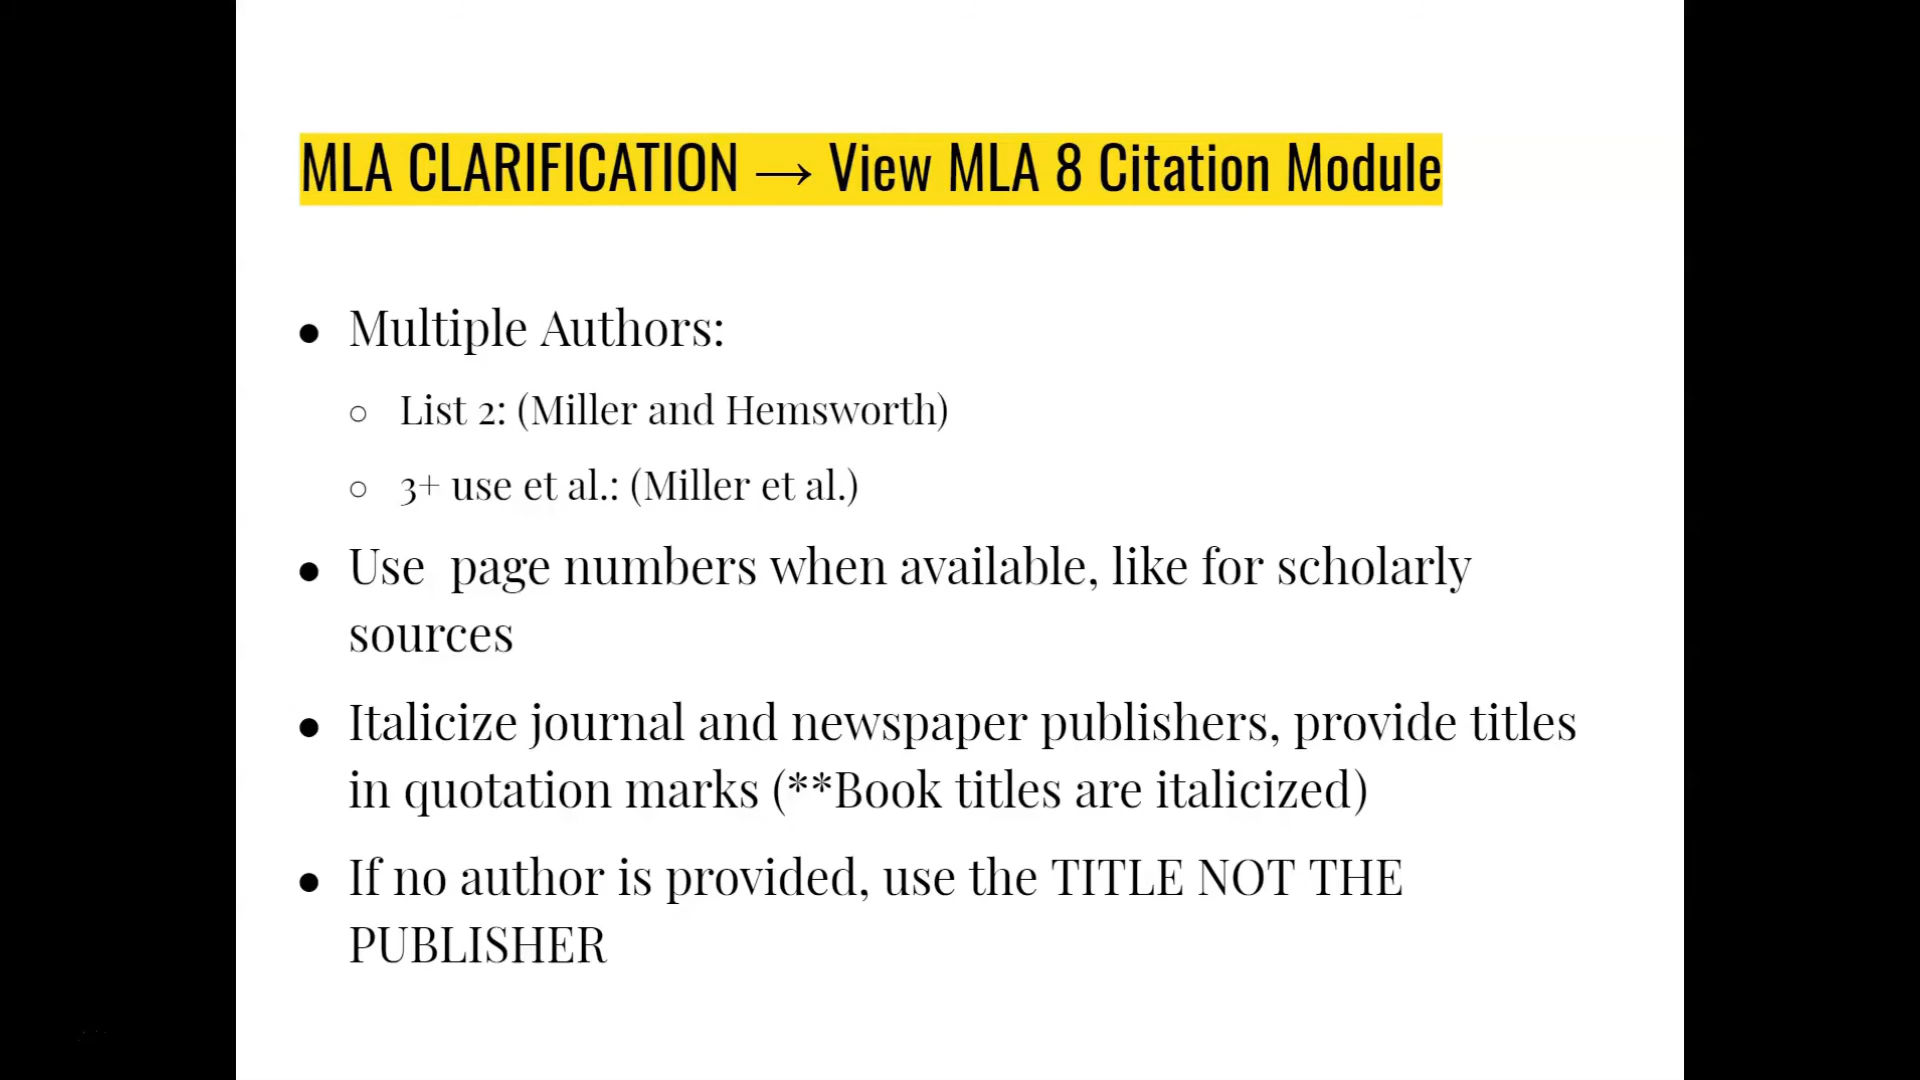 MLA CLARIFICATION → View MLA 8 Citation Module
● Multiple Authors:
○ List 2: (Miller and Hemsworth)
○ 3+ use et al.: (Miller et al.)
● Use  page numbers when available, like for scholarly
sources
● Italicize journal and newspaper publishers, provide titles
in quotation marks (**Book titles are italicized)
● If no author is provided, use the TITLE NOT THE
PUBLISHER